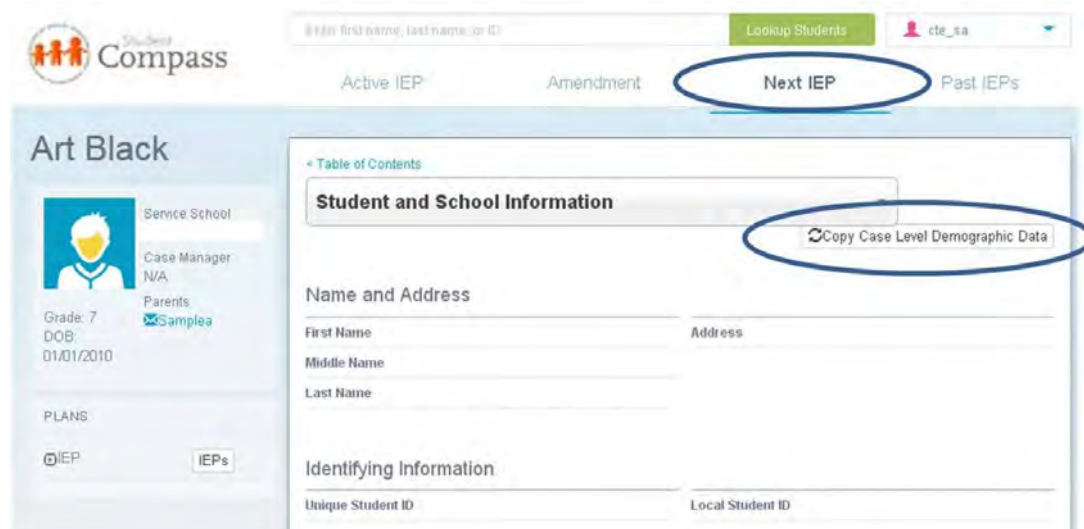 Student
Compass
Enter first name, last name, or ID
Lookup Students
cte_sa
Active IEP
Amendment
Next IEP
Past IEPs
Art Black
Service School
Case Manager
N/A
Parents
Samplea
Grade: 7
DOB:
01/01/2010
PLANS
IEP
IEPs
< Table of Contents
Student and School Information
Copy Case Level Demographic Data
Name and Address
First Name
Address
Middle Name
Last Name
Identifying Information
Unique Student ID
Local Student ID